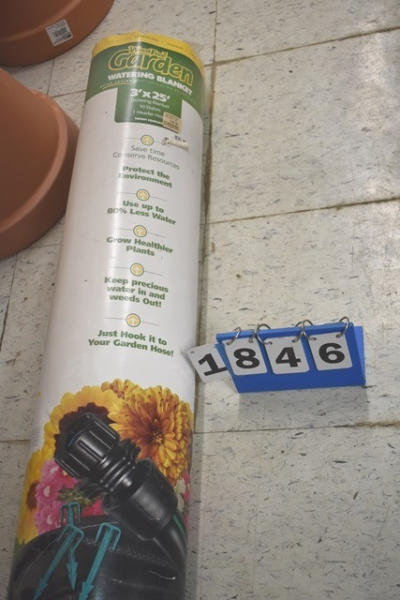 Garden
WATERING BLANKET
3'x25'
Save time
Conserve Resources
Protect the
Environment
Use up to
80% Less Water
Grow Healthier
Plants
Keep precious
water in and
weeds Out!
Just Hook it to
Your Garden Hose!
1846